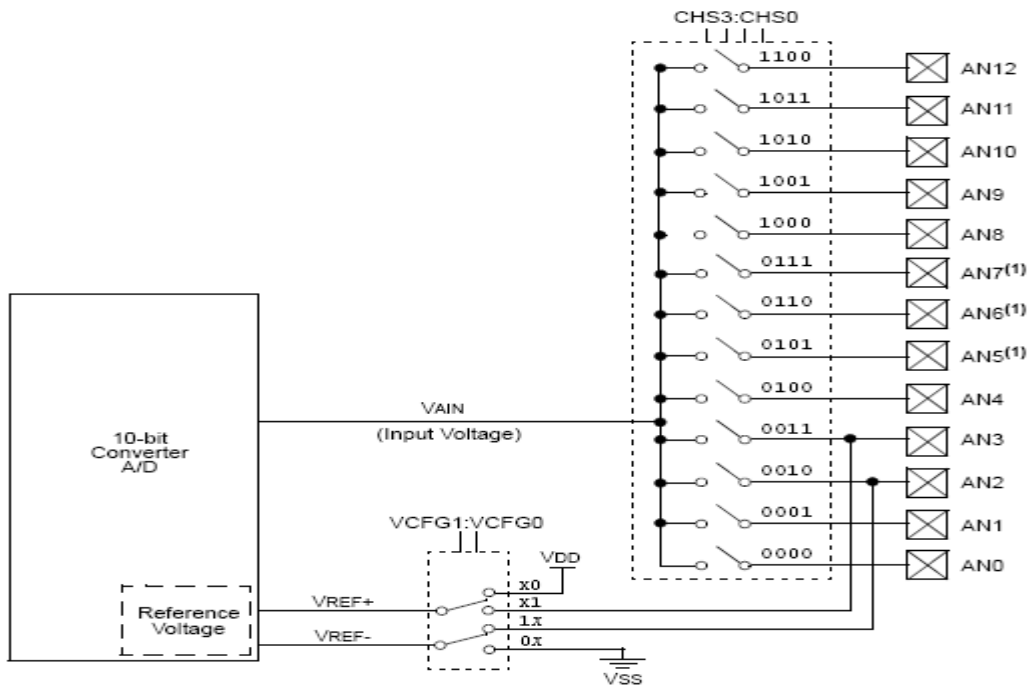 CHS3:CHS0
1100 AN12
1011 AN11
1010 AN10
1001 AN9
1000 AN8
0111 AN7(1)
0110 AN6(1)
0101 AN5(1)
0100 AN4
VAIN
(Input Voltage)
0011 AN3
10-bit
Converter
A/D
0010 AN2
0001 AN1
VCFG1:VCFG0
0000 AN0
VDD
x0
x1
1x
0x
Reference
Voltage
VREF+
VREF-
VSS